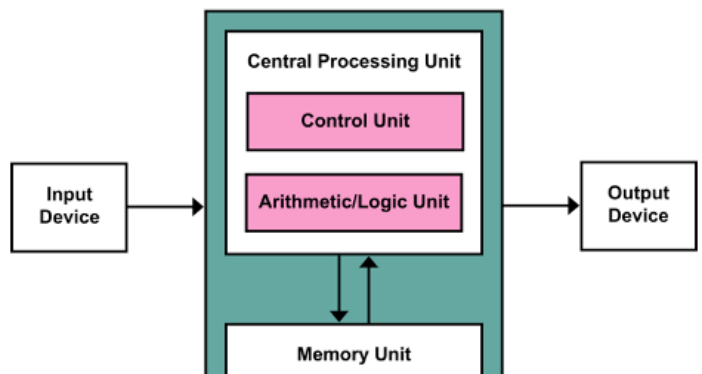 Central Processing Unit
Control Unit
Arithmetic/Logic Unit
Input
Device
Output
Device
Memory Unit